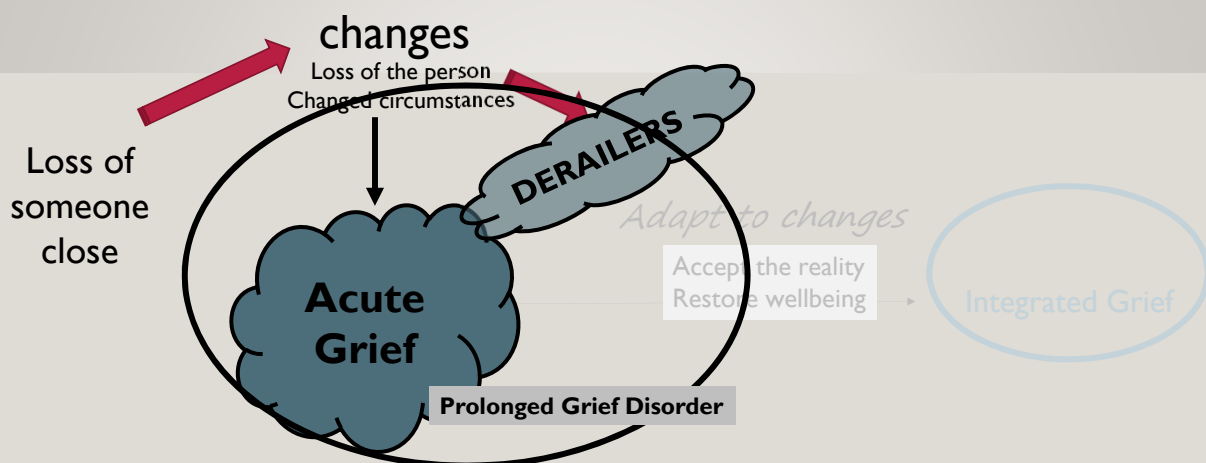 changes
Loss of the person
Changed circumstances
Loss of
someone
close
DERAILERS
Adapt to changes
Accept the reality
Restore wellbeing
Integrated Grief
Acute
Grief
Prolonged Grief Disorder